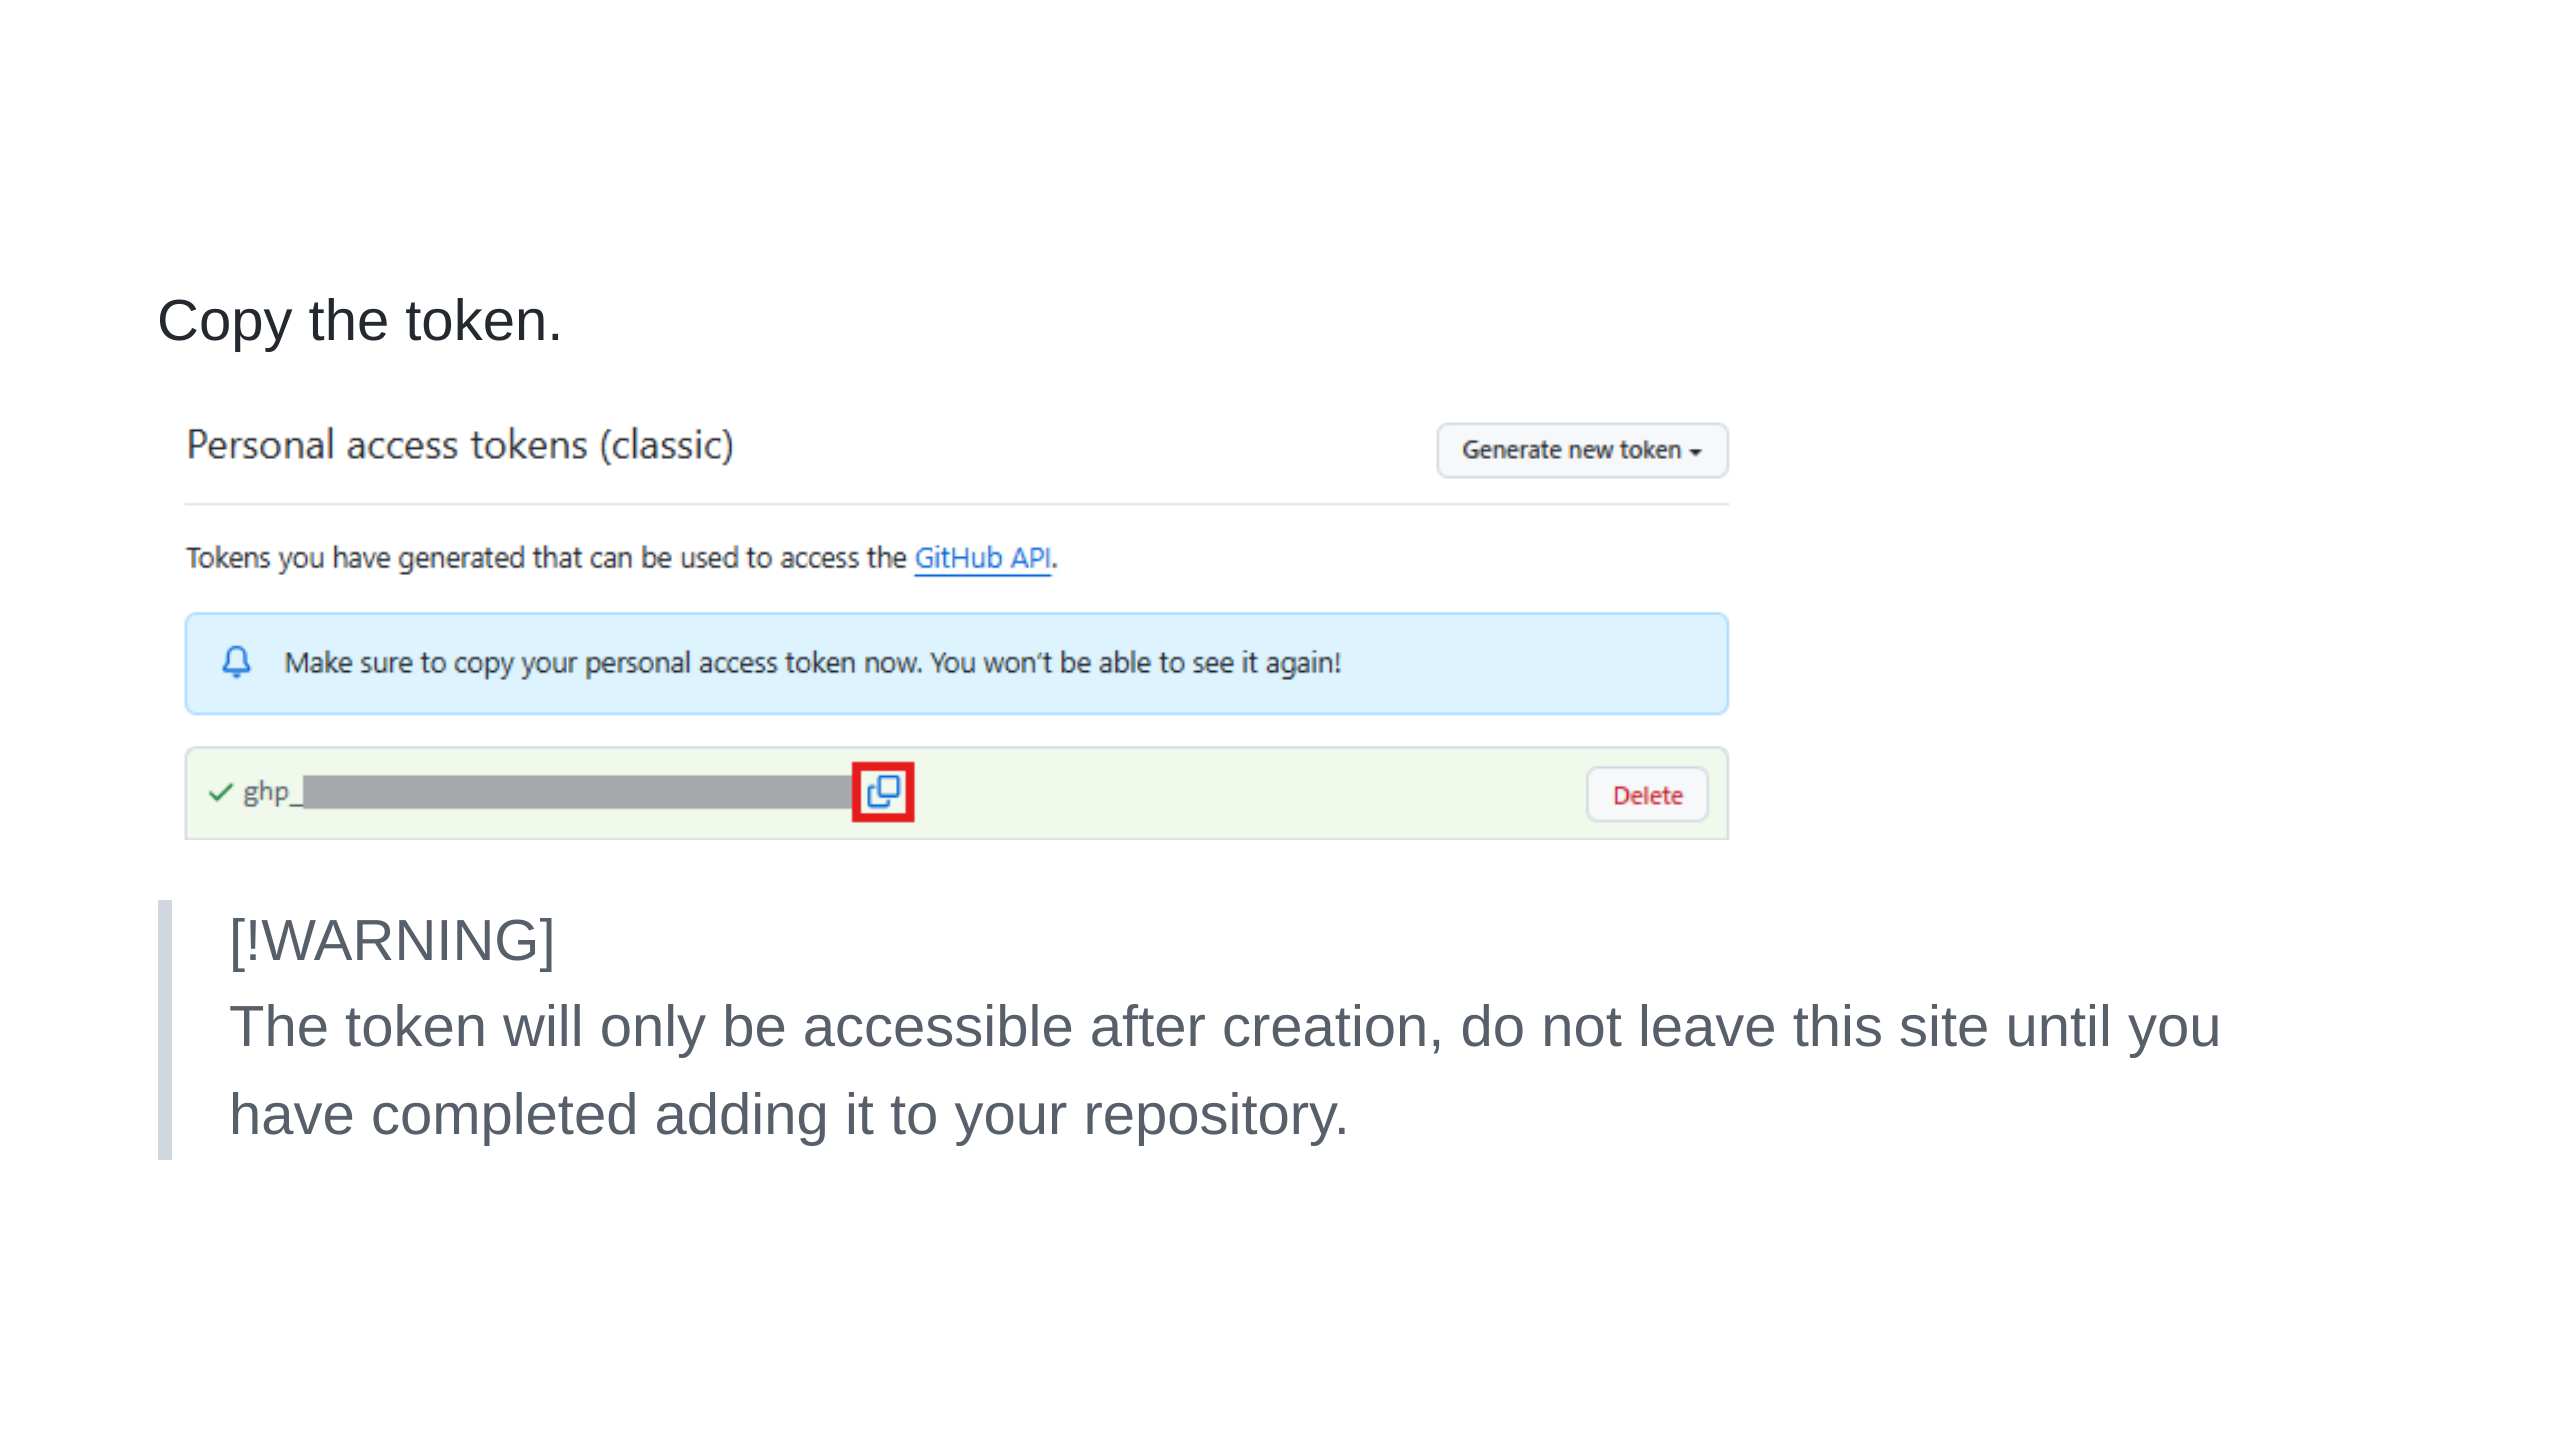 Copy the token.
Personal access tokens (classic)
Generate new token
Tokens you have generated that can be used to access the GitHub API.
Make sure to copy your personal access token now. You won't be able to see it again!
ghp_
Delete
[!WARNING]
The token will only be accessible after creation, do not leave this site until you
have completed adding it to your repository.